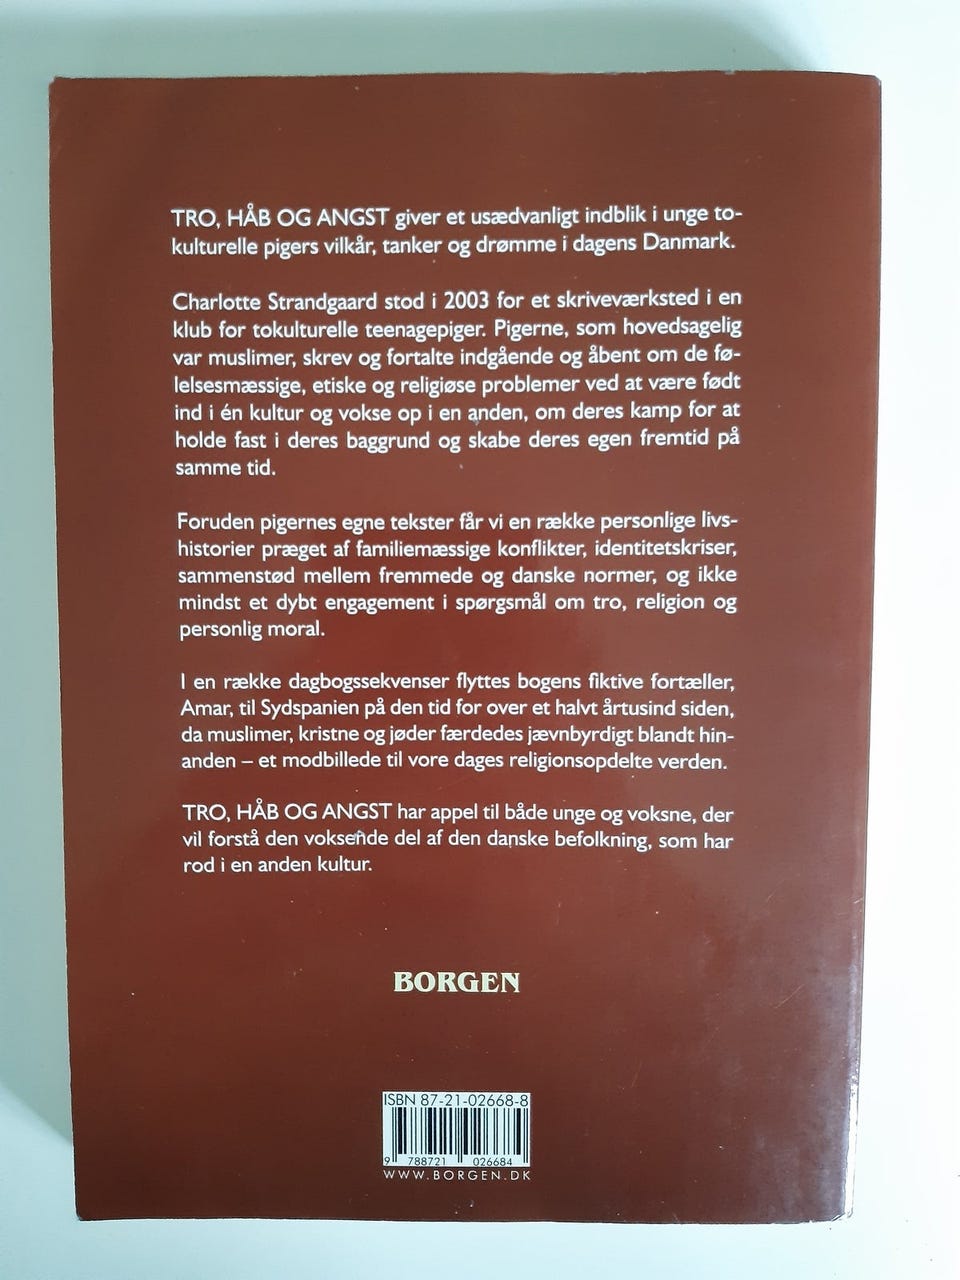 TRO, HÅB OG ANGST giver et usædvanligt indblik i unge to-
kulturelle pigers vilkår, tanker og drømme i dagens Danmark.
Charlotte Strandgaard stod i 2003 for et skriveværksted i en
klub for tokulturelle teenagepiger. Pigerne, som hovedsagelig
var muslimer, skrev og fortalte indgående og åbent om de fø-
lelsesmæssige, etiske og religiøse problemer ved at være født
ind i én kultur og vokse op i en anden, om deres kamp for at
holde fast i deres baggrund og skabe deres egen fremtid på
samme tid.
Foruden pigernes egne tekster får vi en række personlige livs-
historier præget af familiemæssige konflikter, identitetskriser,
sammenstød mellem fremmede og danske normer, og ikke
mindst et dybt engagement i spørgsmål om tro, religion og
personlig moral.
I en række dagbogssekvenser flyttes bogens fiktive fortæller,
Amar, til Sydspanien på den tid for over et halvt årtusind siden,
da muslimer, kristne og jøder færdedes jævnbyrdigt blandt hin-
anden – et modbillede til vore dages religionsopdelte verden.
TRO, HÅB OG ANGST har appel til både unge og voksne, der
vil forstå den voksende del af den danske befolkning, som har
rod i en anden kultur.
BORGEN
ISBN 87-21-02668-8
9 788721 026684
WWW.BORGEN.DK